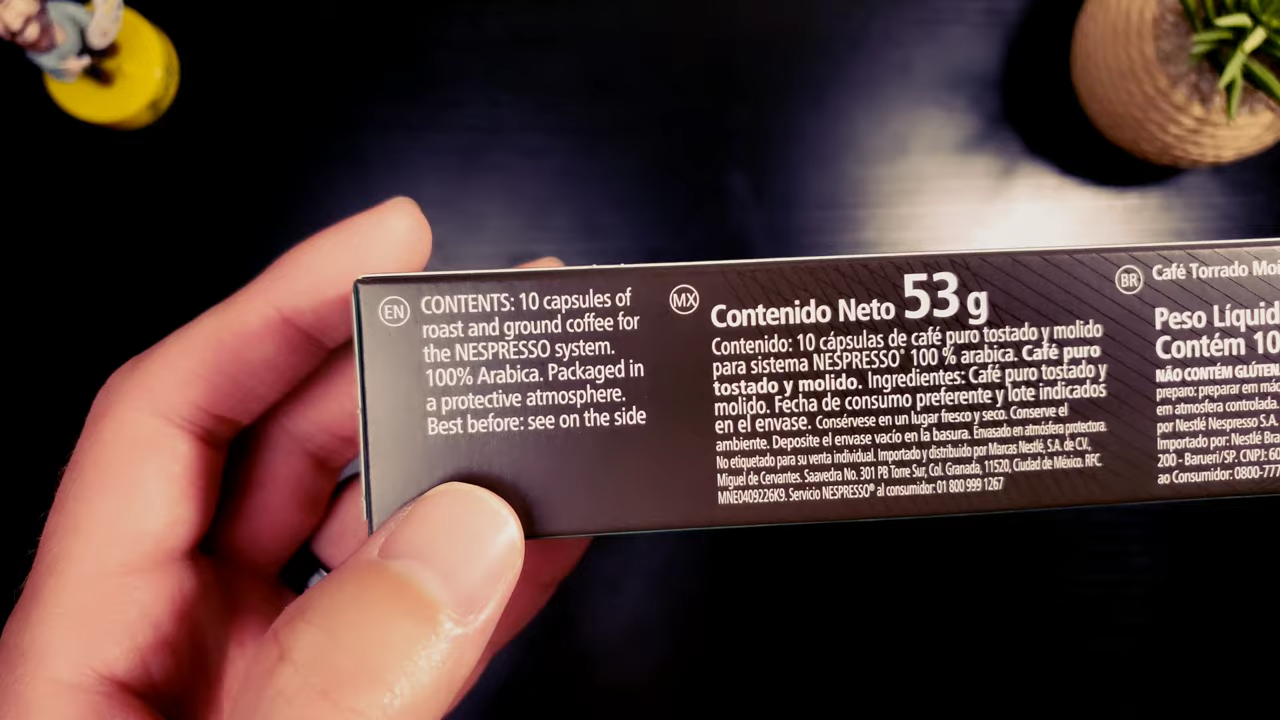 EN
CONTENTS: 10 capsules of
roast and ground coffee for
the NESPRESSO system.
100% Arabica. Packaged in
a protective atmosphere.
Best before: see on the side
MX
Contenido Neto 53 g
Contenido: 10 cápsulas de café puro tostado y molido
para sistema NESPRESSO* 100 % arabica. Café puro
tostado y molido. Ingredientes: Café puro tostado y
molido. Fecha de consumo preferente y lote indicados
en el envase. Consérvese en un lugar fresco y seco. Conserve el
ambiente. Deposite el envase vacío en la basura. Envasado en atmósfera protectora.
No etiquetado para su venta individual. Importado y distribuido por Marcas Nestlé, S.A. de C.V.,
Miguel de Cervantes. Saavedra No. 301 PB Torre Sur, Col. Granada, 11520, Ciudad de México. RFC.
MNE0409226K9. Servicio NESPRESSO® al consumidor: 01 800 999 1267
BR
Café Torrado Moi
Peso Líquid
Contém 10
NÃO CONTÉM GLÚTEN.
preparo: preparar em máq
em atmosfera controlada.
por Nestlé Nespresso S.A.
Importado por: Nestlé Bra
200 - Barueri/SP. CNPJ: 60
ao Consumidor: 0800-777